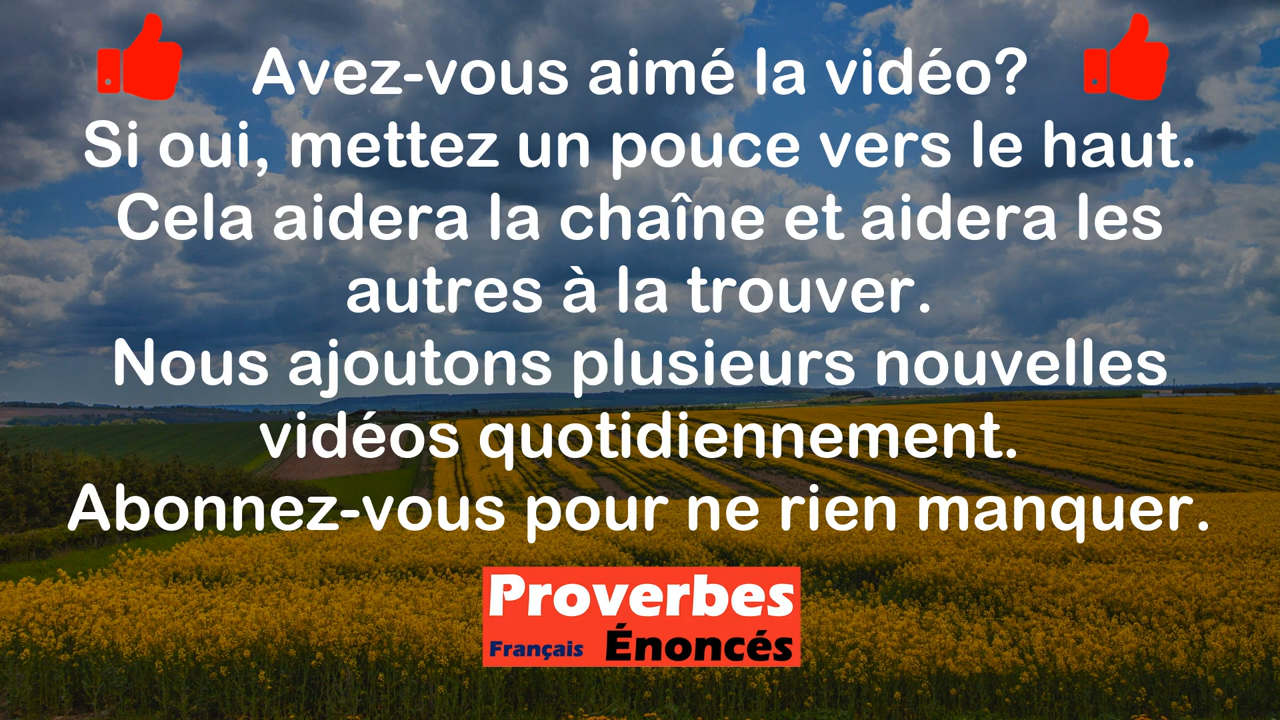 Avez-vous aimé la vidéo?
Si oui, mettez un pouce vers le haut.
Cela aidera la chaîne et aidera les
autres à la trouver.
Nous ajoutons plusieurs nouvelles
vidéos quotidiennement.
Abonnez-vous pour ne rien manquer.
Proverbes
Français Énoncés